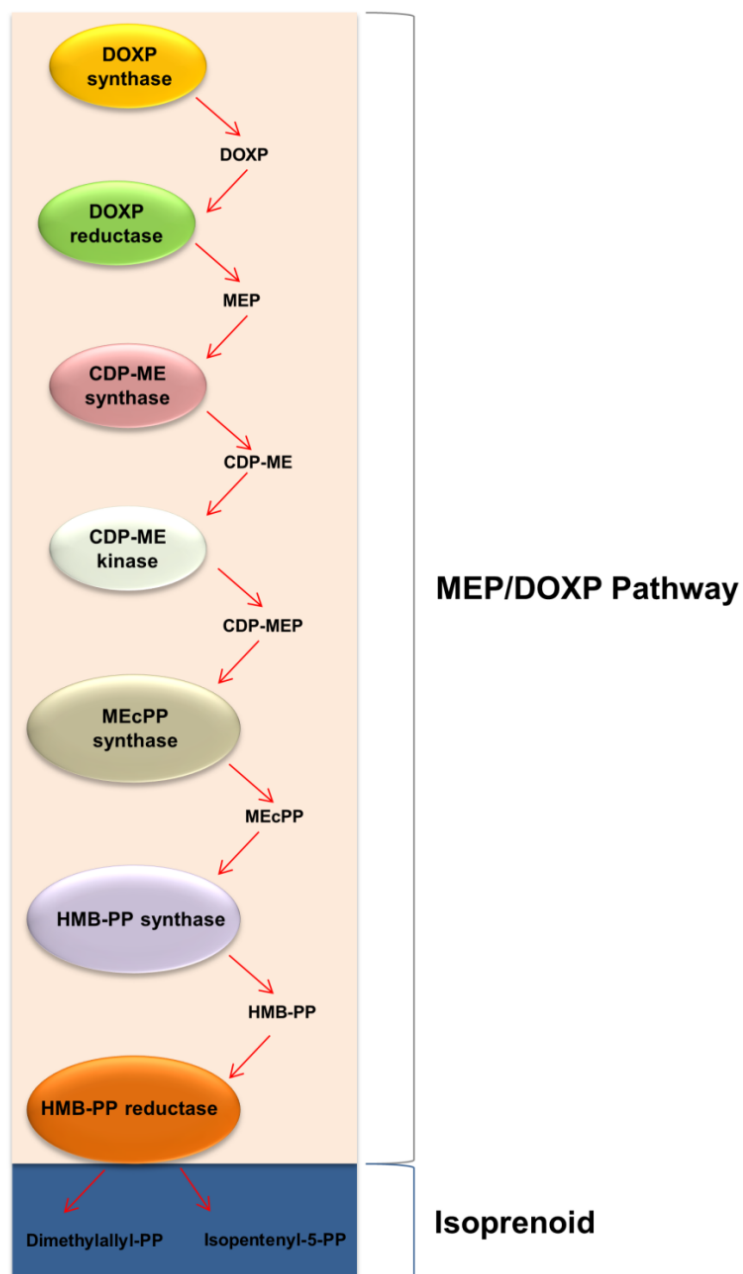 DOXP
synthase
DOXP
DOXP
reductase
MEP
CDP-ME
synthase
CDP-ME
CDP-ME
kinase
CDP-MEP
MEcPP
synthase
MEcPP
HMB-PP synthase
HMB-PP
HMB-PP reductase
Dimethylallyl-PP
Isopentenyl-5-PP
MEP/DOXP Pathway
Isoprenoid